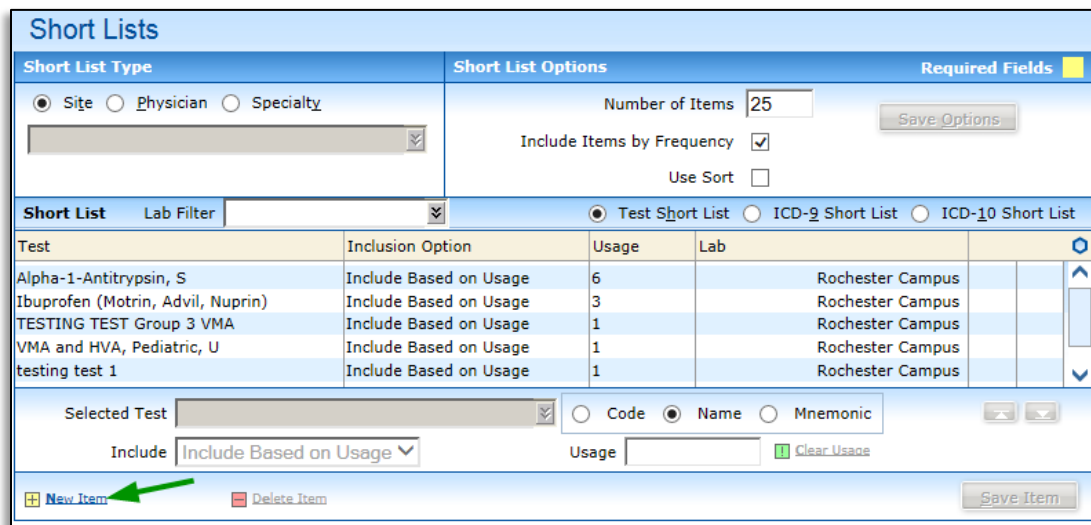 Short Lists
Short List Type Short List Options Required Fields
Site Physician Specialty
Number of Items 25
Save Options
Include Items by Frequency
Use Sort
Short List Lab Filter Test Short List ICD-9 Short List ICD-10 Short List
Test Inclusion Option Usage Lab
Alpha-1-Antitrypsin, S Include Based on Usage 6 Rochester Campus
Ibuprofen (Motrin, Advil, Nuprin) Include Based on Usage 3 Rochester Campus
TESTING TEST Group 3 VMA Include Based on Usage 1 Rochester Campus
VMA and HVA, Pediatric, U Include Based on Usage 1 Rochester Campus
testing test 1 Include Based on Usage 1 Rochester Campus
Selected Test Code Name Mnemonic
Include Include Based on Usage Usage Clear Usage
New Item Delete Item Save Item